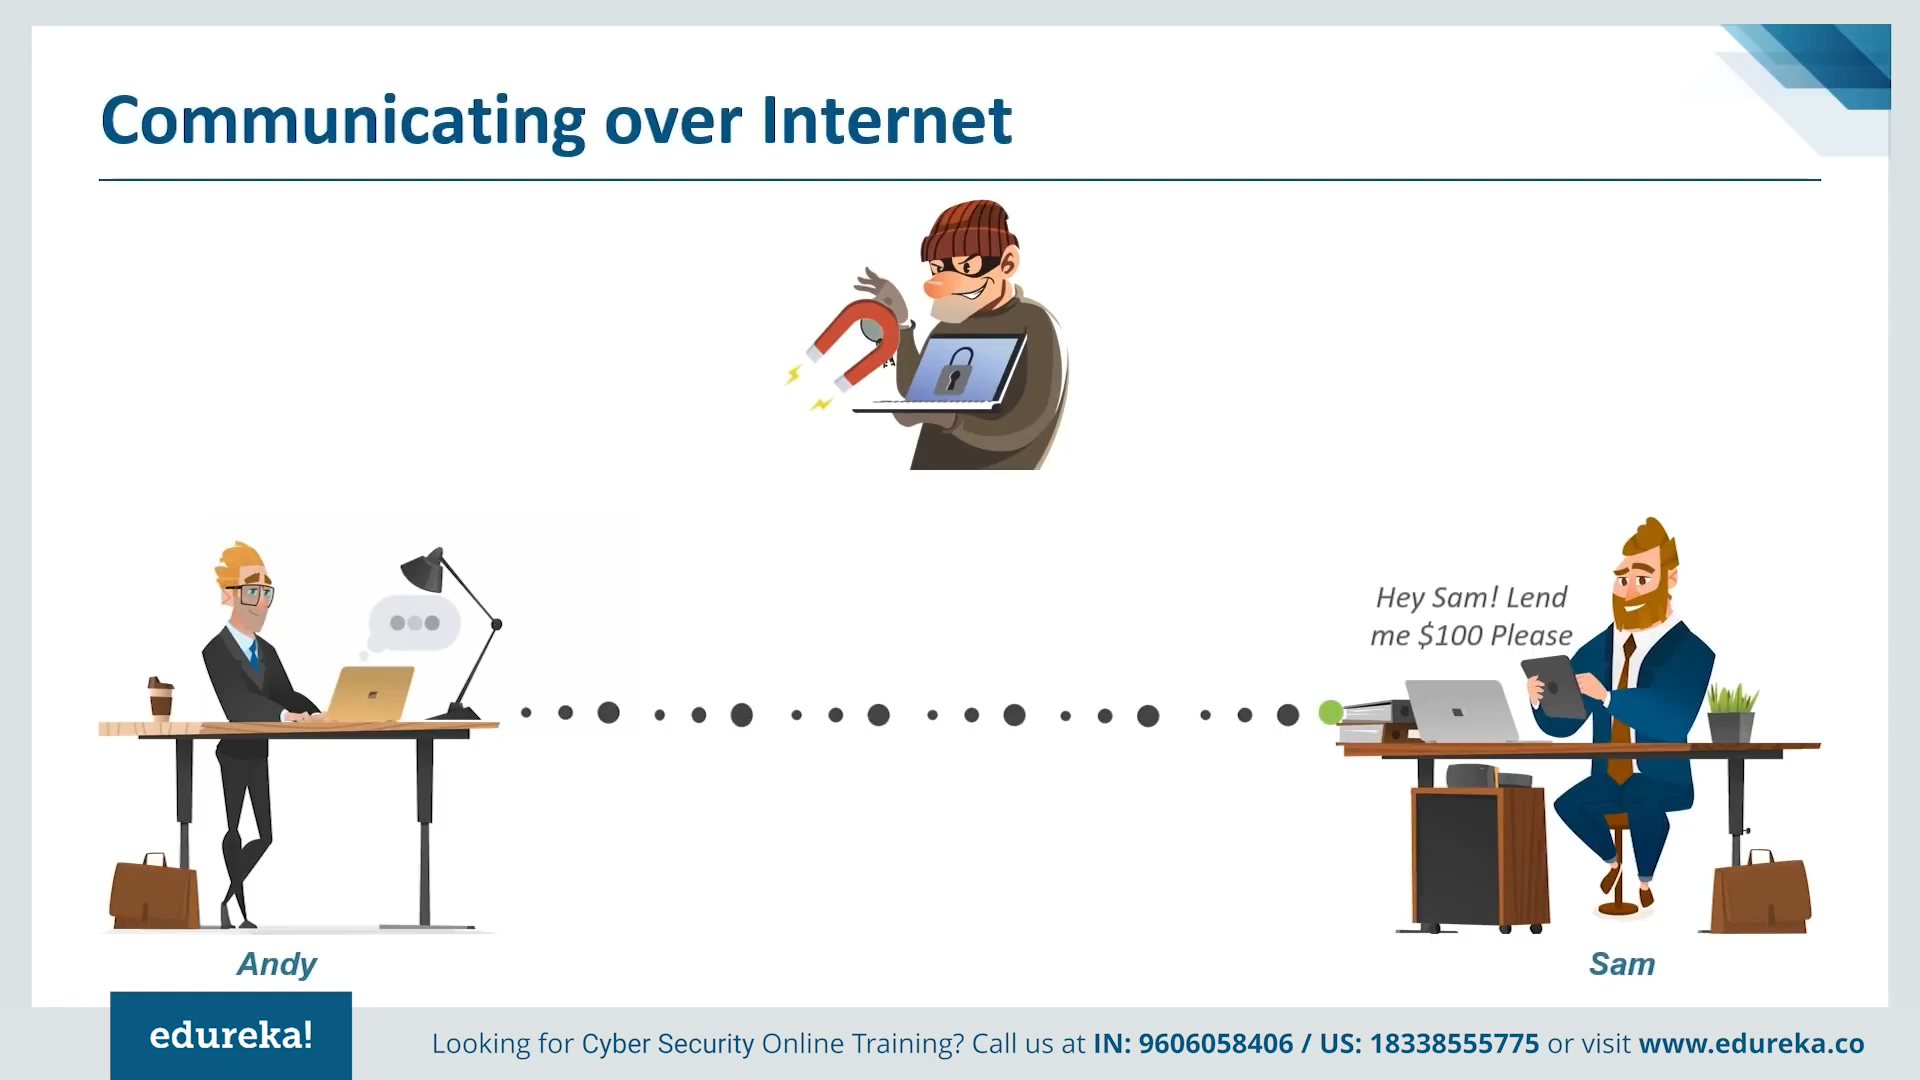 Communicating over Internet
Hey Sam! Lend
me $100 Please
Andy
Sam
edureka!
Looking for Cyber Security Online Training? Call us at IN: 9606058406 / US: 18338555775 or visit www.edureka.co